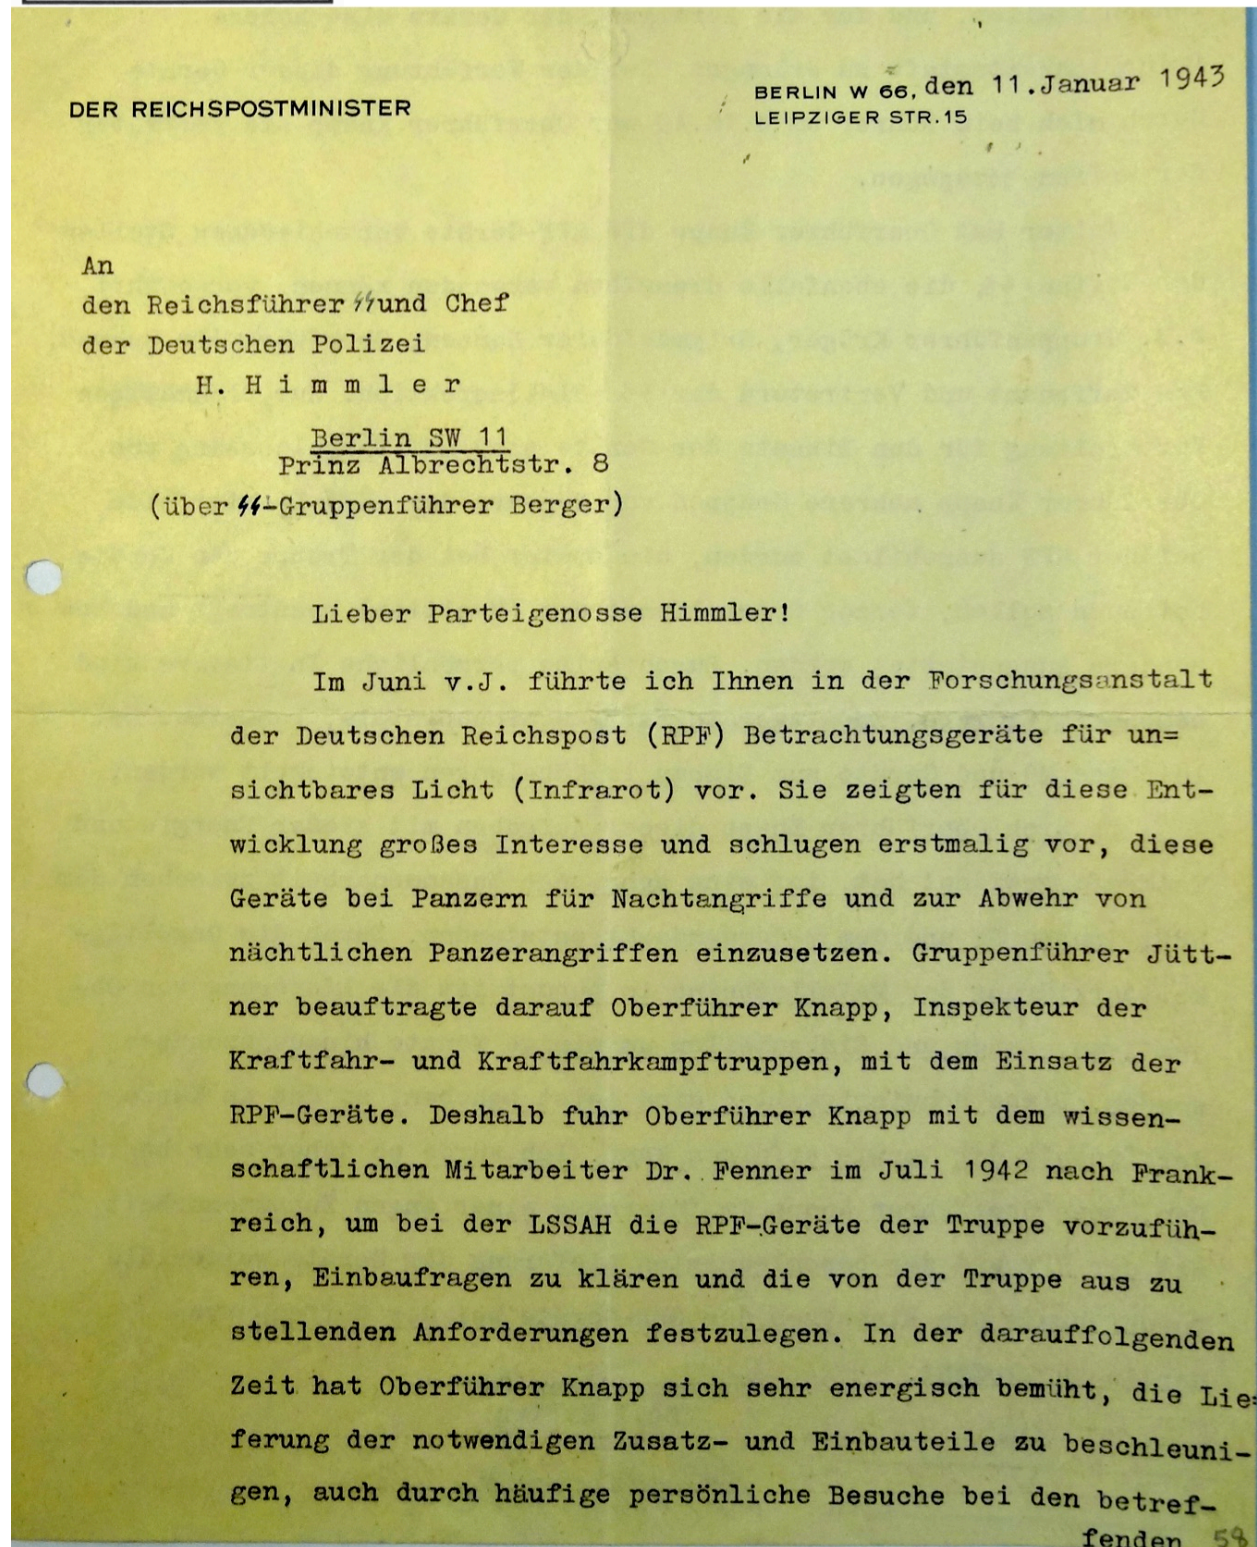 DER REICHSPOSTMINISTER
BERLIN W 66, den 11.Januar 1943
LEIPZIGER STR.15
An
den Reichsführer ᛋᛋ und Chef
der Deutschen Polizei
H. H i m m l e r
Berlin SW 11
Prinz Albrechtstr. 8
(über ᛋᛋ-Gruppenführer Berger)
Lieber Parteigenosse Himmler!
Im Juni v.J. führte ich Ihnen in der Forschungsanstalt
der Deutschen Reichspost (RPF) Betrachtungsgeräte für un=
sichtbares Licht (Infrarot) vor. Sie zeigten für diese Ent-
wicklung großes Interesse und schlugen erstmalig vor, diese
Geräte bei Panzern für Nachtangriffe und zur Abwehr von
nächtlichen Panzerangriffen einzusetzen. Gruppenführer Jütt-
ner beauftragte darauf Oberführer Knapp, Inspekteur der
Kraftfahr- und Kraftfahrkampftruppen, mit dem Einsatz der
RPF-Geräte. Deshalb fuhr Oberführer Knapp mit dem wissen-
schaftlichen Mitarbeiter Dr. Fenner im Juli 1942 nach Frank-
reich, um bei der LSSAH die RPF-Geräte der Truppe vorzufüh-
ren, Einbaufragen zu klären und die von der Truppe aus zu
stellenden Anforderungen festzulegen. In der darauffolgenden
Zeit hat Oberführer Knapp sich sehr energisch bemüht, die Lie=
ferung der notwendigen Zusatz- und Einbauteile zu beschleuni-
gen, auch durch häufige persönliche Besuche bei den betref-
fenden 58